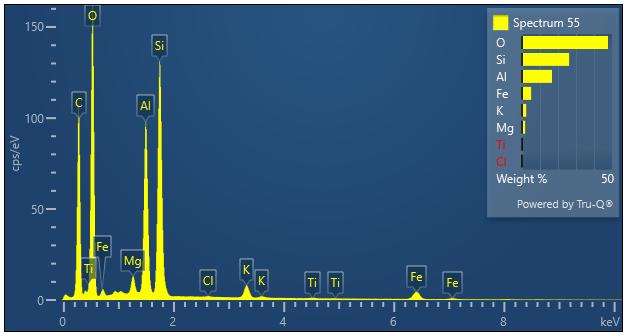 Spectrum 55
O
Si
Al
Fe
K
Mg
Ti
Cl
Weight % 50
Powered by Tru-Q®
cps/eV
150
100
50
0
C
Ti
O
Fe
Mg
Al
Si
Cl
K
K
Ti
Ti
Fe
Fe
0 2 4 6 8 keV